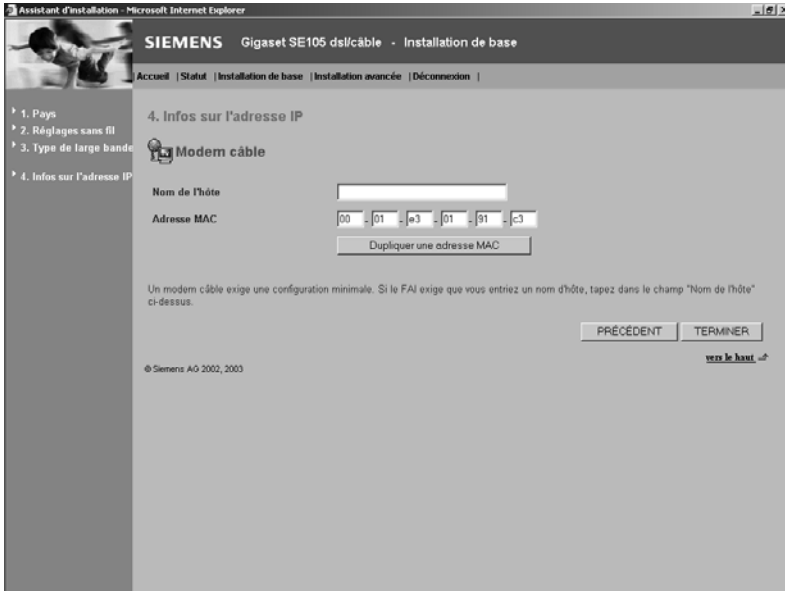 Assistant d'installation - Microsoft Internet Explorer
SIEMENS Gigaset SE105 dsl/câble - Installation de base
Accueil | Statut | Installation de base | Installation avancée | Déconnexion |
1. Pays
2. Réglages sans fil
3. Type de large bande
4. Infos sur l'adresse IP
4. Infos sur l'adresse IP
Modem câble
Nom de l'hôte
Adresse MAC 00 - 01 - e3 - 01 - 91 - c3
Dupliquer une adresse MAC
Un modem câble exige une configuration minimale. Si le FAI exige que vous entriez un nom d'hôte, tapez dans le champ "Nom de l'hôte"
ci-dessus.
PRÉCÉDENT TERMINER
vers le haut
© Siemens AG 2002, 2003